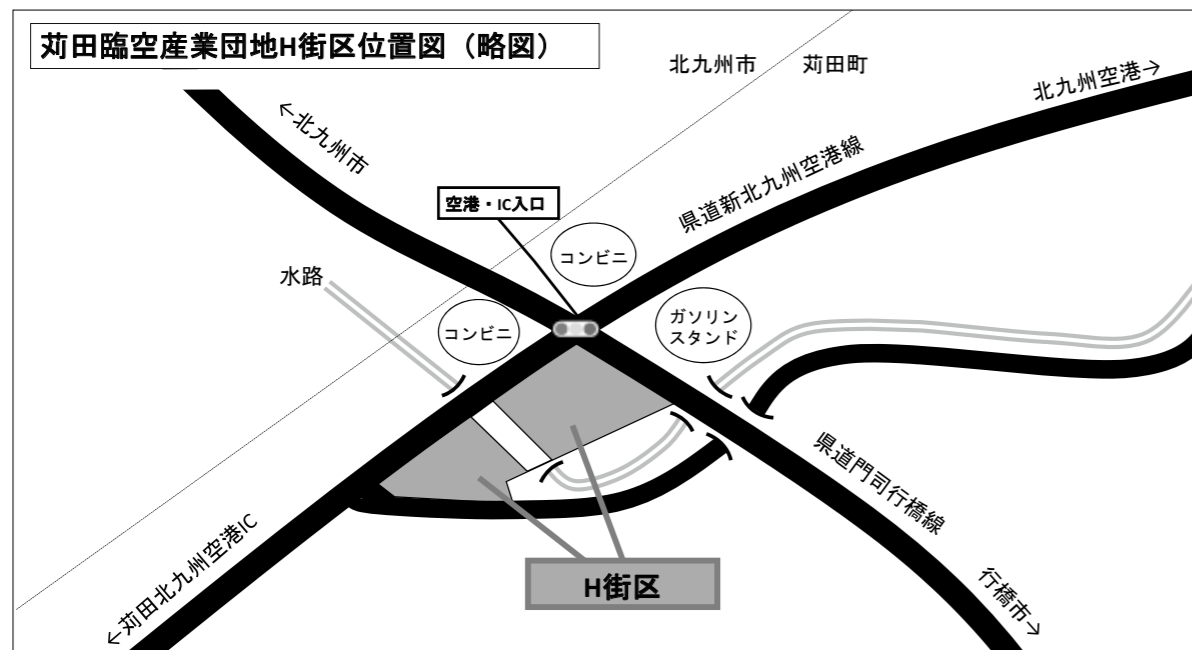 苅田臨空産業団地H街区位置図（略図）
北九州市
苅田町
北九州空港→
←北九州市
県道新北九州空港線
空港・IC入口
コンビニ
水路
コンビニ
ガソリン
スタンド
県道門司行橋線
←苅田北九州空港IC
H街区
行橋市→